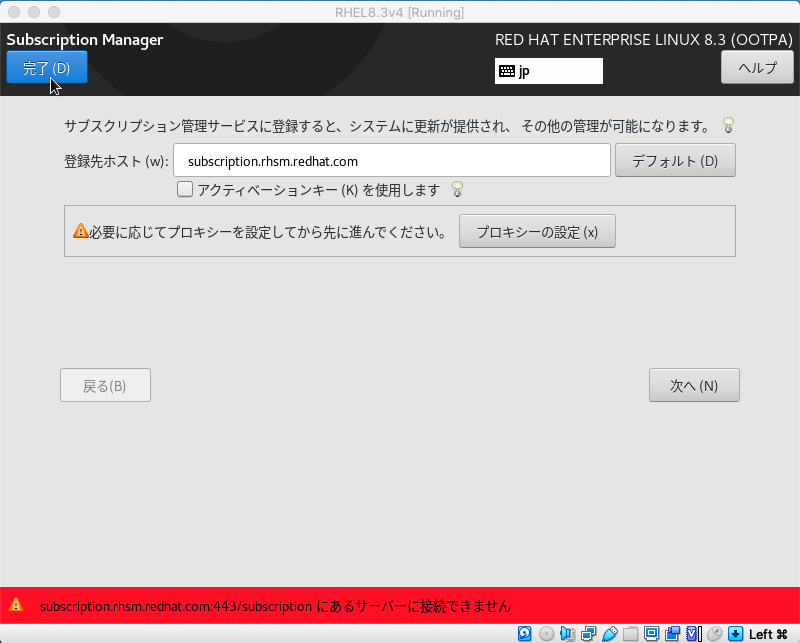 RHEL8.3v4 [Running]
Subscription Manager
RED HAT ENTERPRISE LINUX 8.3 (OOTPA)
完了 (D)
jp
ヘルプ
サブスクリプション管理サービスに登録すると、システムに更新が提供され、 その他の管理が可能になります。
登録先ホスト (w):
subscription.rhsm.redhat.com
デフォルト (D)
アクティベーションキー (K) を使用します
必要に応じてプロキシーを設定してから先に進んでください。
プロキシーの設定 (x)
戻る(B)
次へ (N)
subscription.rhsm.redhat.com:443/subscription にあるサーバーに接続できません
Left ⌘